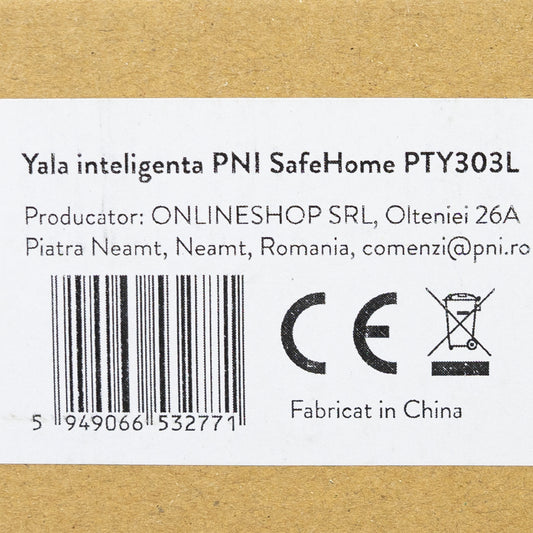 Yala inteligenta PNI SafeHome PTY303L
Producator: ONLINESHOP SRL, Olteniei 26A
Piatra Neamt, Neamt, Romania, comenzi@pni.ro
CE
5 949066 532771
Fabricat in China